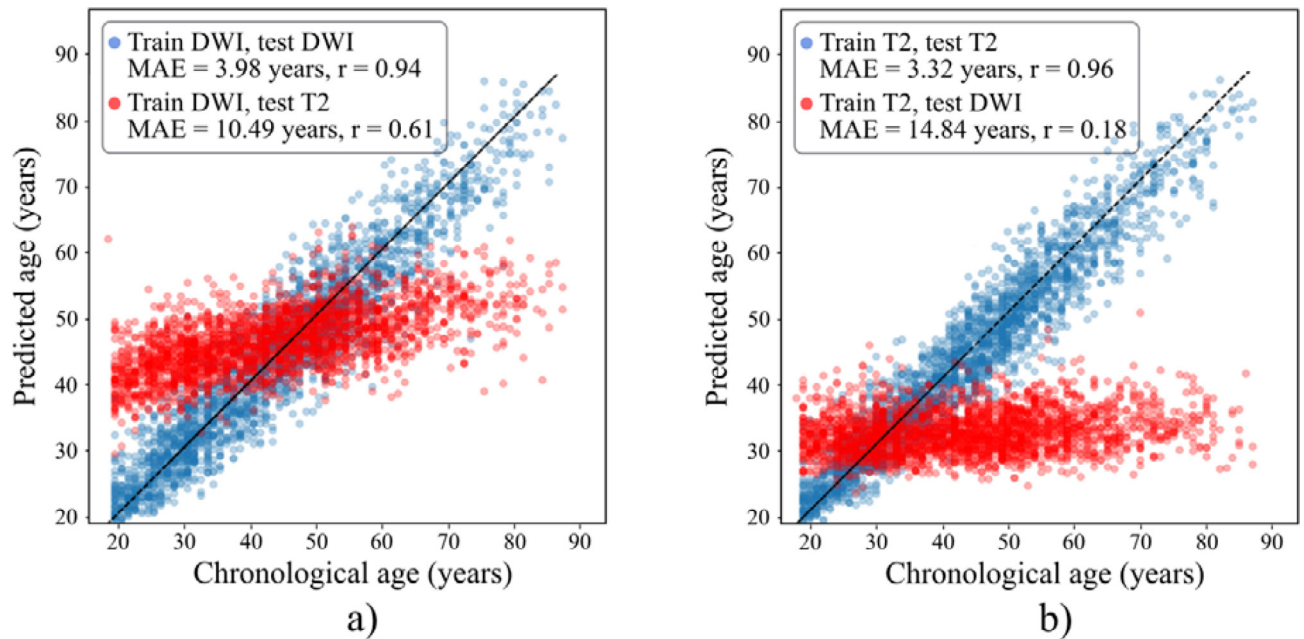 Train DWI, test DWI
MAE = 3.98 years, r = 0.94
Train DWI, test T2
MAE = 10.49 years, r = 0.61
90
80
70
60
50
40
30
20
Predicted age (years)
20 30 40 50 60 70 80 90
Chronological age (years)
a)
Train T2, test T2
MAE = 3.32 years, r = 0.96
Train T2, test DWI
MAE = 14.84 years, r = 0.18
90
80
70
60
50
40
30
20
Predicted age (years)
20 30 40 50 60 70 80 90
Chronological age (years)
b)